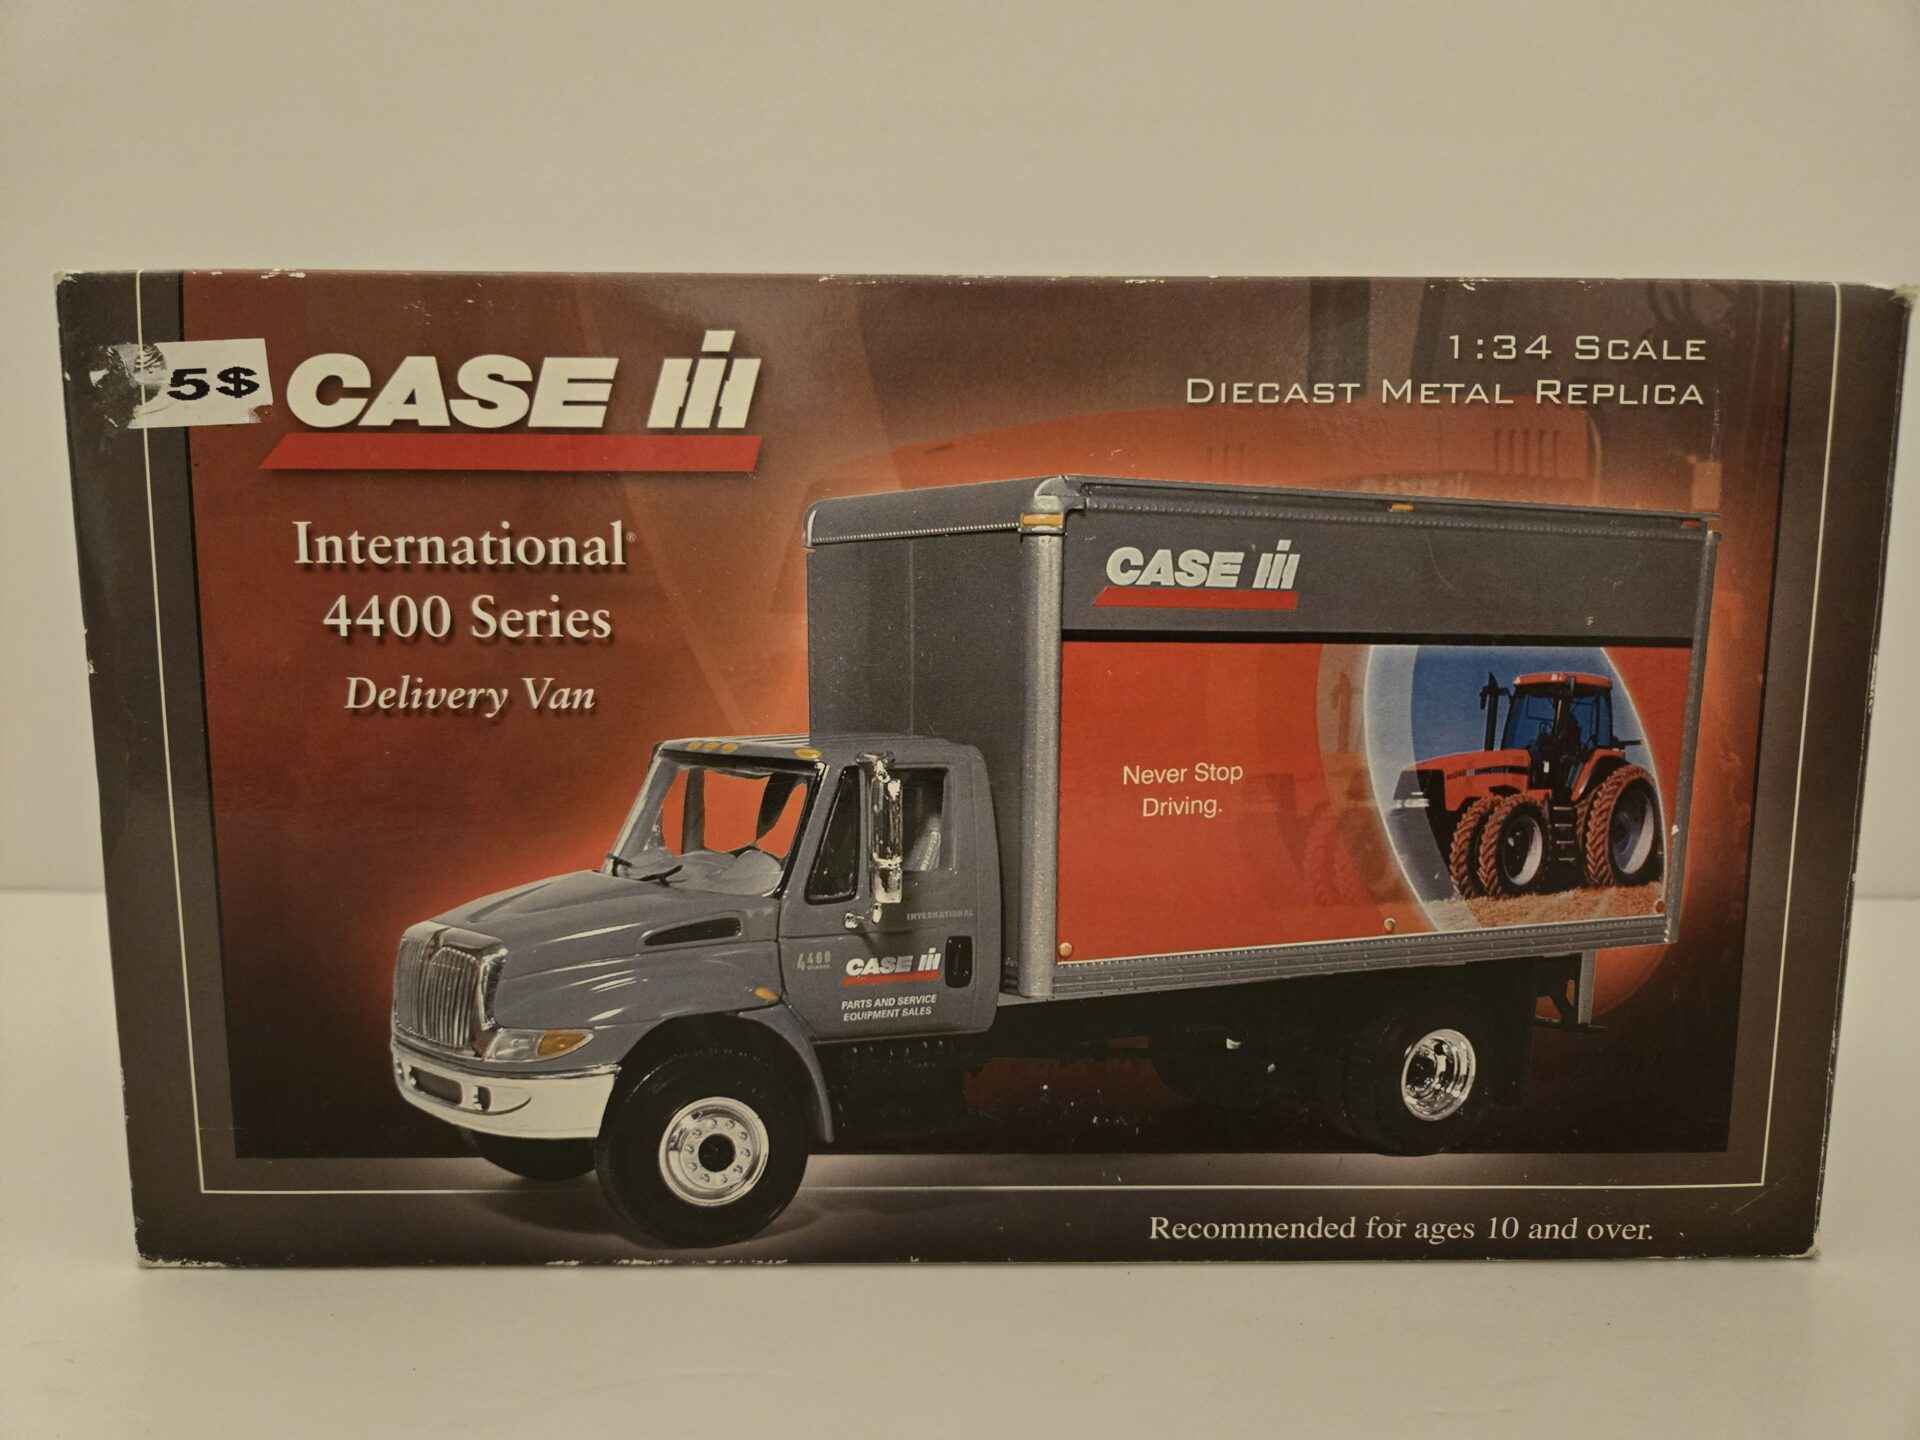 5$
CASE IH
International®
4400 Series
Delivery Van
1:34 SCALE
DIECAST METAL REPLICA
CASE IH
Never Stop
Driving.
INTERNATIONAL
4400
CASE IH
PARTS AND SERVICE
EQUIPMENT SALES
Recommended for ages 10 and over.